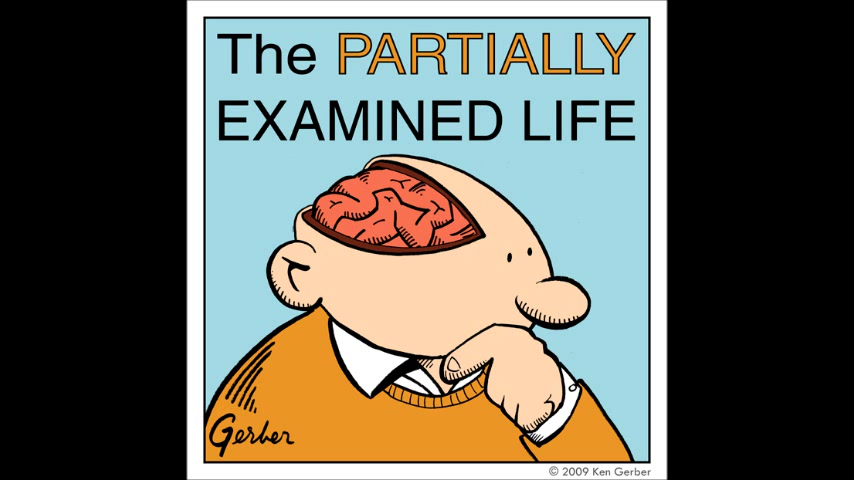 The PARTIALLY
EXAMINED LIFE
Gerber
© 2009 Ken Gerber